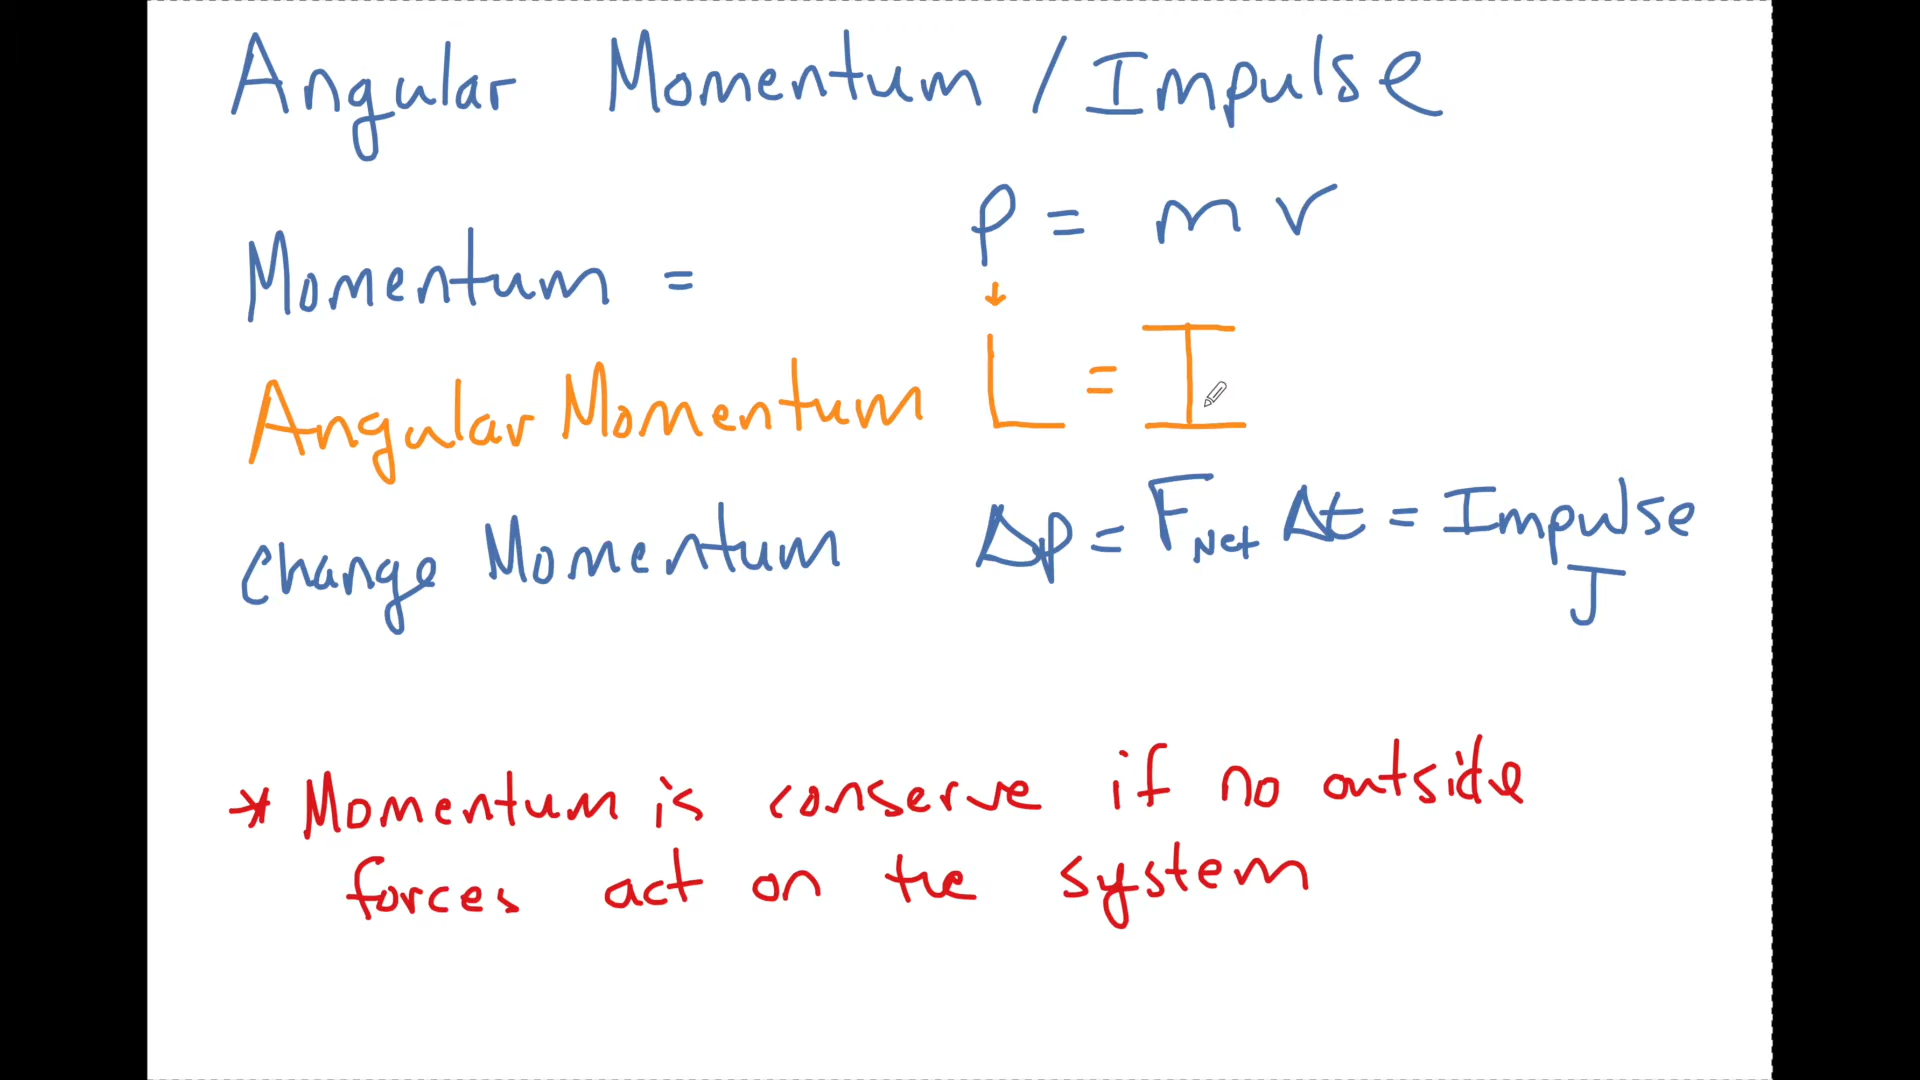 Angular Momentum / Impulse
Momentum = p = m v
↓
Angular Momentum L = I
Change Momentum Δp = F_Net Δt = Impulse
J
* Momentum is conserve if no outside
forces act on the system